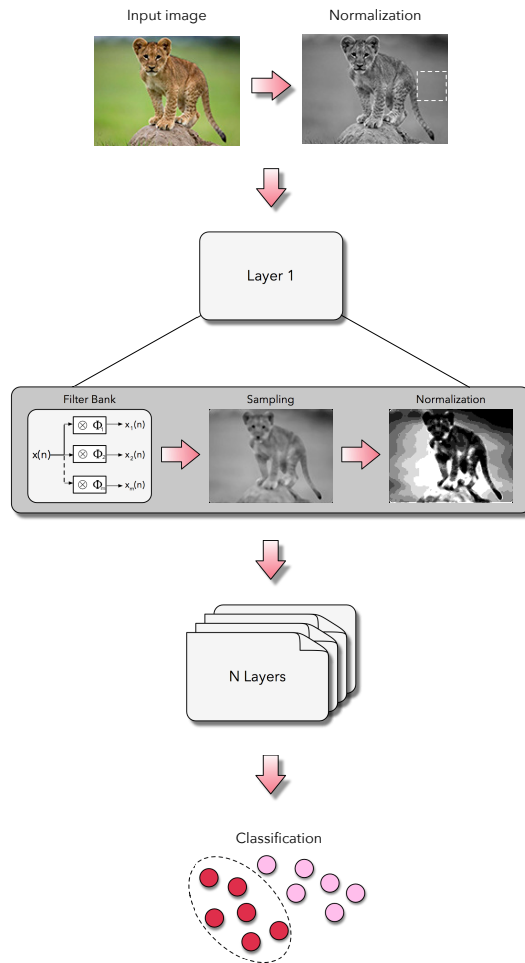 Input image
Normalization
Layer 1
Filter Bank
Sampling
Normalization
x(n)
⊗ Φ₁
x₁(n)
⊗ Φ₂
x₂(n)
⊗ Φₘ
xₘ(n)
N Layers
Classification